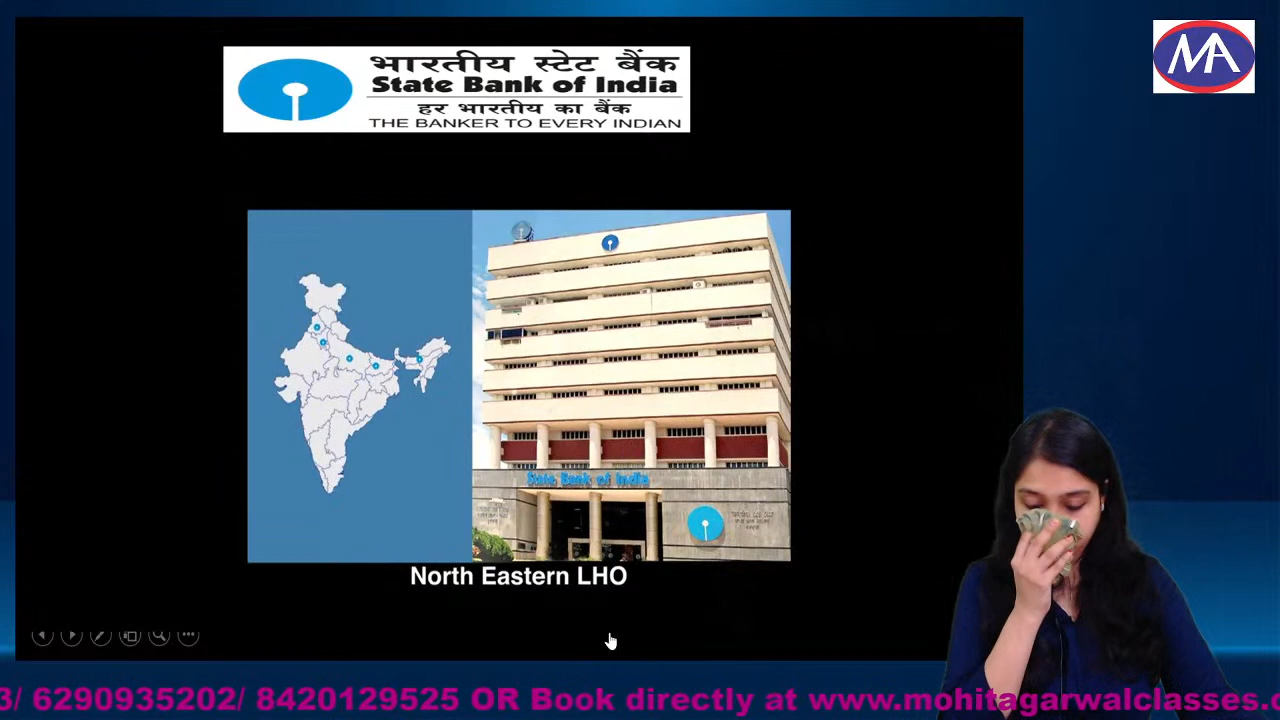 भारतीय स्टेट बैंक
State Bank of India
हर भारतीय का बैंक
THE BANKER TO EVERY INDIAN
MA
State Bank of India
North Eastern LHO
3/ 6290935202/ 8420129525 OR Book directly at www.mohitagarwalclasses.c